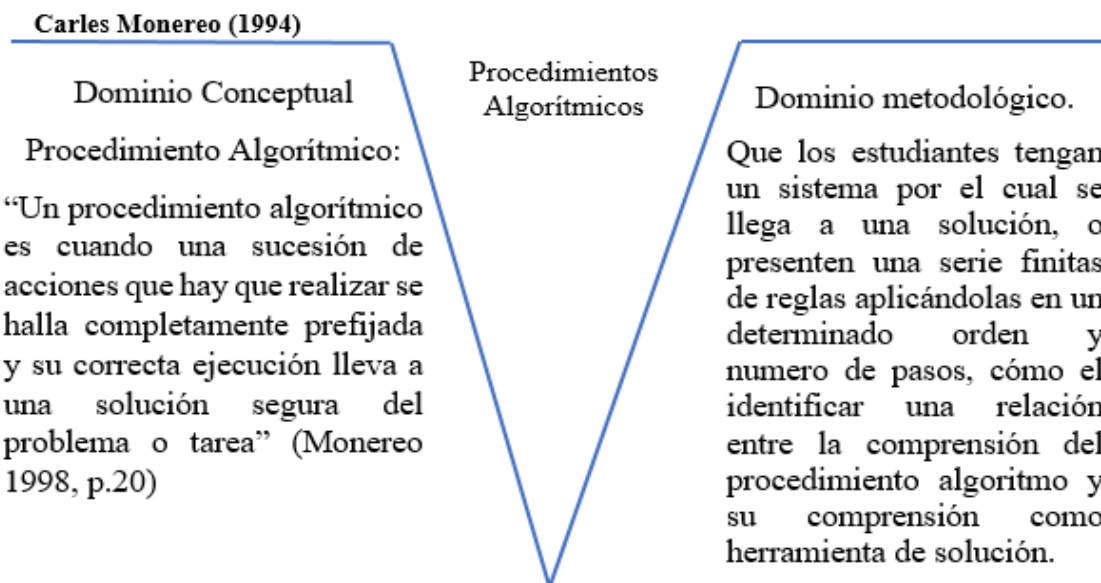 Carles Monereo (1994)
Dominio Conceptual
Procedimiento Algorítmico:
“Un procedimiento algorítmico
es cuando una sucesión de
acciones que hay que realizar se
halla completamente prefijada
y su correcta ejecución lleva a
una solución segura del
problema o tarea” (Monereo
1998, p.20)
Procedimientos
Algorítmicos
Dominio metodológico.
Que los estudiantes tengan
un sistema por el cual se
llega a una solución, o
presenten una serie finitas
de reglas aplicándolas en un
determinado orden y
numero de pasos, cómo el
identificar una relación
entre la comprensión del
procedimiento algoritmo y
su comprensión como
herramienta de solución.